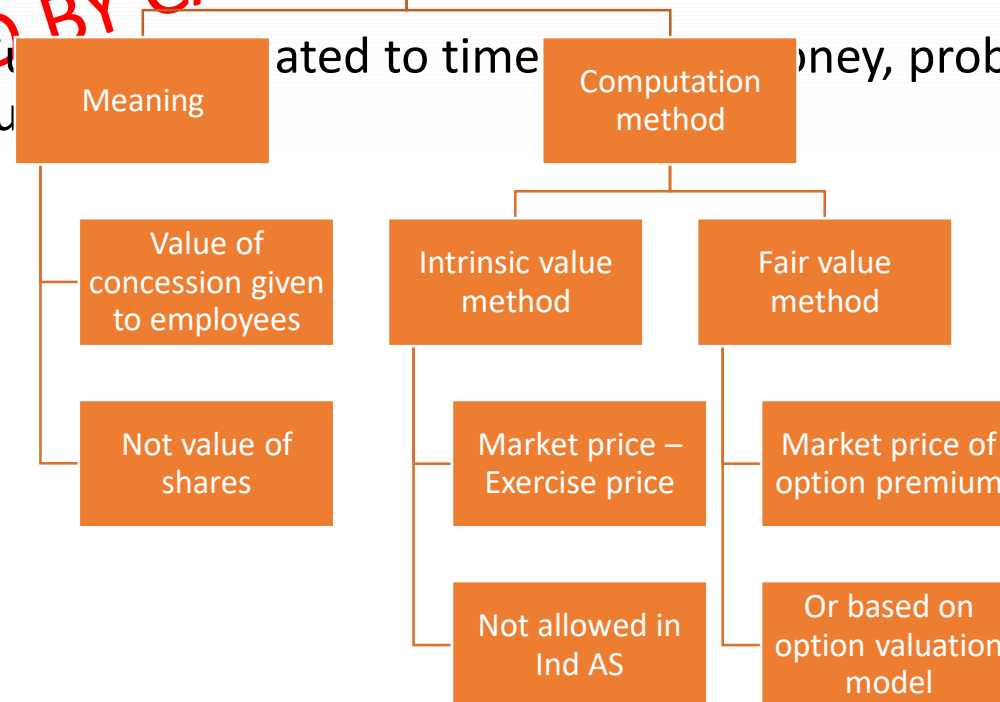 BY
ated to time
Meaning
Computation
method
Value of
concession given
to employees
Not value of
shares
Intrinsic value
method
Market price –
Exercise price
Not allowed in
Ind AS
Fair value
method
Market price of
option premium
Or based on
option valuation
model